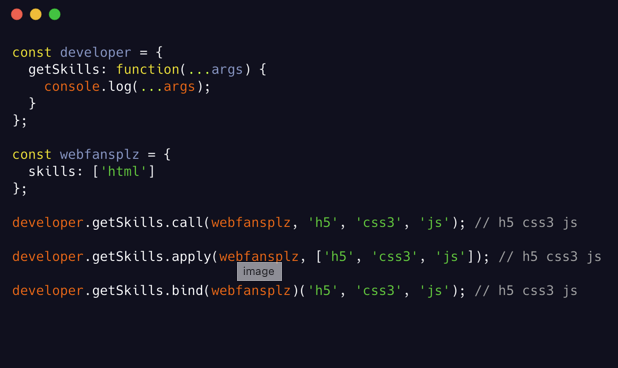 const developer = {
  getSkills: function(...args) {
    console.log(...args);
  }
};
const webfansplz = {
  skills: ['html']
};
developer.getSkills.call(webfansplz, 'h5', 'css3', 'js'); // h5 css3 js
developer.getSkills.apply(webfansplz, ['h5', 'css3', 'js']); // h5 css3 js
image
developer.getSkills.bind(webfansplz)('h5', 'css3', 'js'); // h5 css3 js